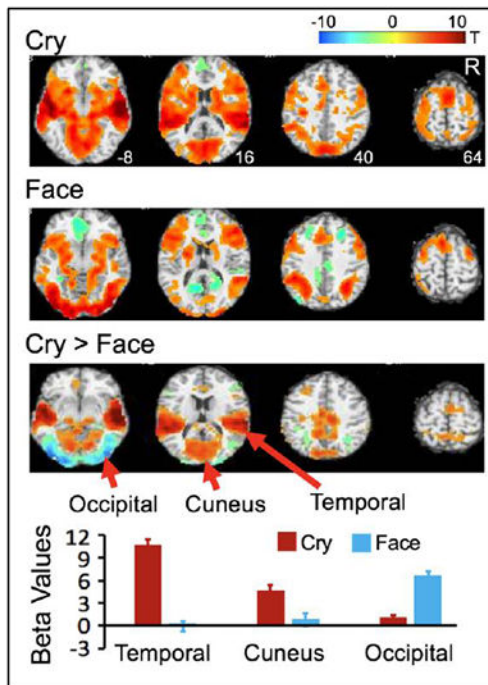 -10 0 10
T
Cry
R
-8 16 40 64
Face
Cry > Face
Occipital Cuneus Temporal
Beta Values
12
9
6
3
0
-3
Cry Face
Temporal Cuneus Occipital